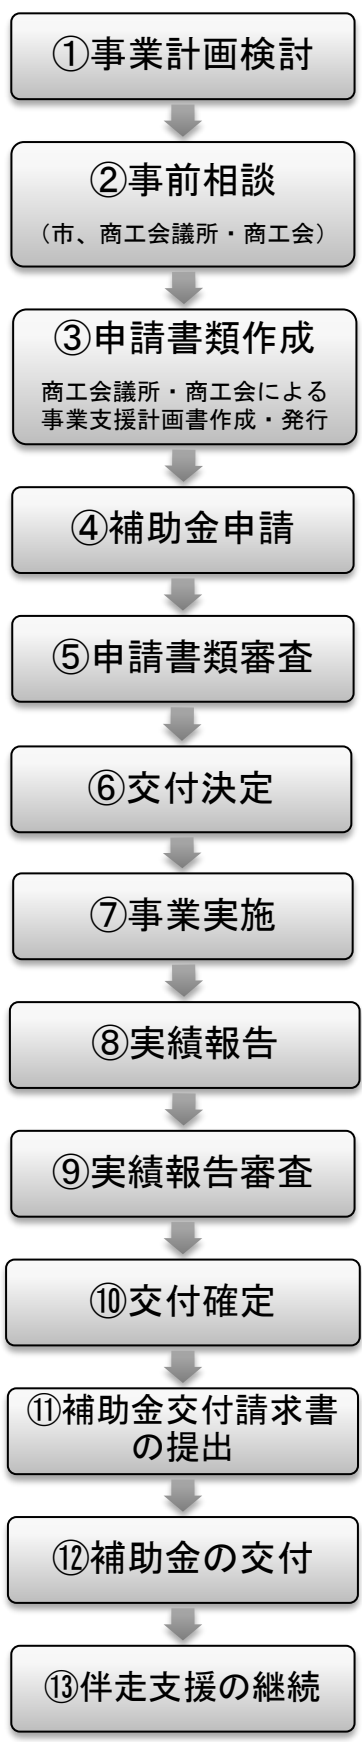 ①事業計画検討
②事前相談
（市、商工会議所・商工会）
③申請書類作成
商工会議所・商工会による
事業支援計画書作成・発行
④補助金申請
⑤申請書類審査
⑥交付決定
⑦事業実施
⑧実績報告
⑨実績報告審査
⑩交付確定
⑪補助金交付請求書
の提出
⑫補助金の交付
⑬伴走支援の継続